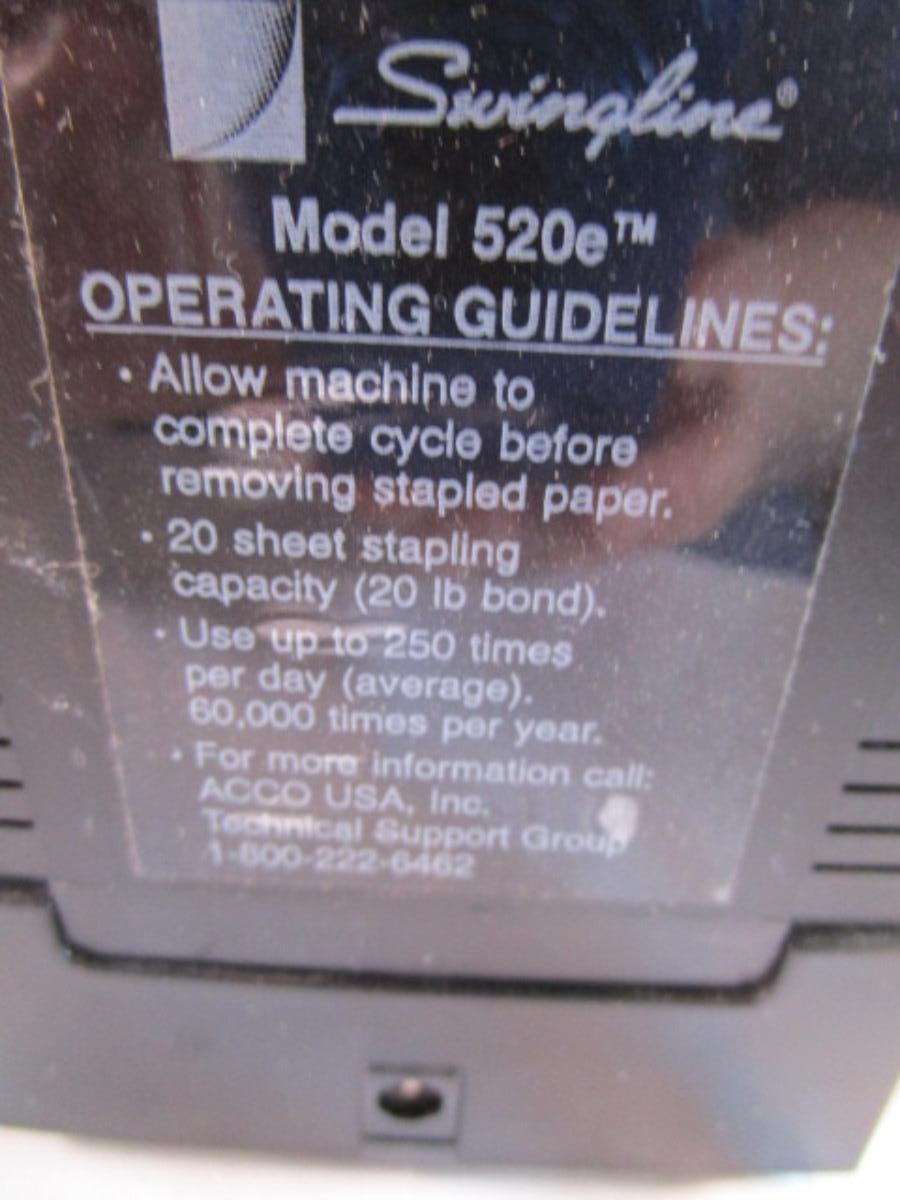 Swingline®
Model 520e™
OPERATING GUIDELINES:
· Allow machine to
complete cycle before
removing stapled paper.
· 20 sheet stapling
capacity (20 lb bond).
· Use up to 250 times
per day (average).
60,000 times per year.
· For more information call:
ACCO USA, Inc.
Technical Support Group
1-800-222-6462